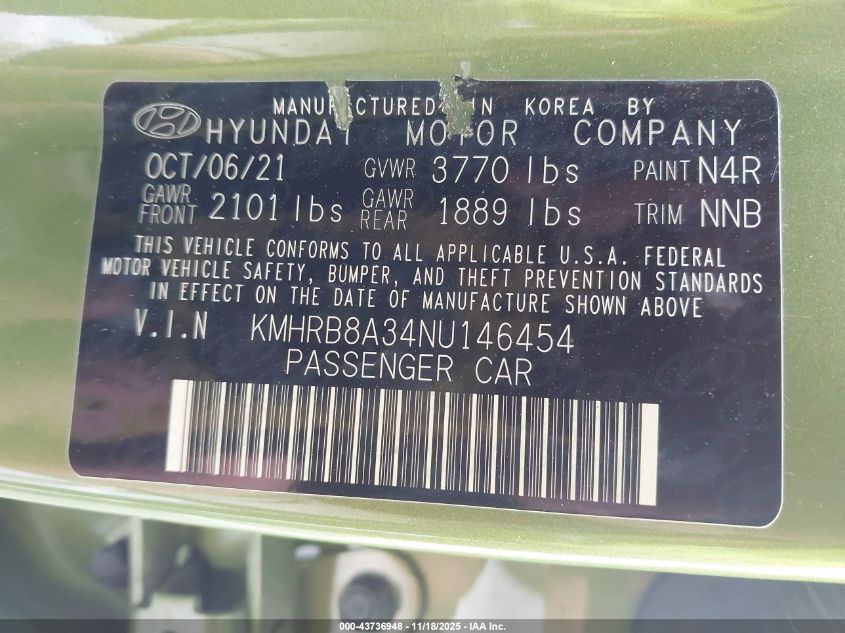 MANUFACTURED IN KOREA BY
HYUNDAI MOTOR COMPANY
OCT/06/21 GVWR 3770 lbs PAINT N4R
GAWR FRONT 2101 lbs GAWR REAR 1889 lbs TRIM NNB
THIS VEHICLE CONFORMS TO ALL APPLICABLE U.S.A. FEDERAL
MOTOR VEHICLE SAFETY, BUMPER, AND THEFT PREVENTION STANDARDS
IN EFFECT ON THE DATE OF MANUFACTURE SHOWN ABOVE
V.I.N KMHRB8A34NU146454
PASSENGER CAR
000-43736948 - 11/18/2025 - IAA Inc.